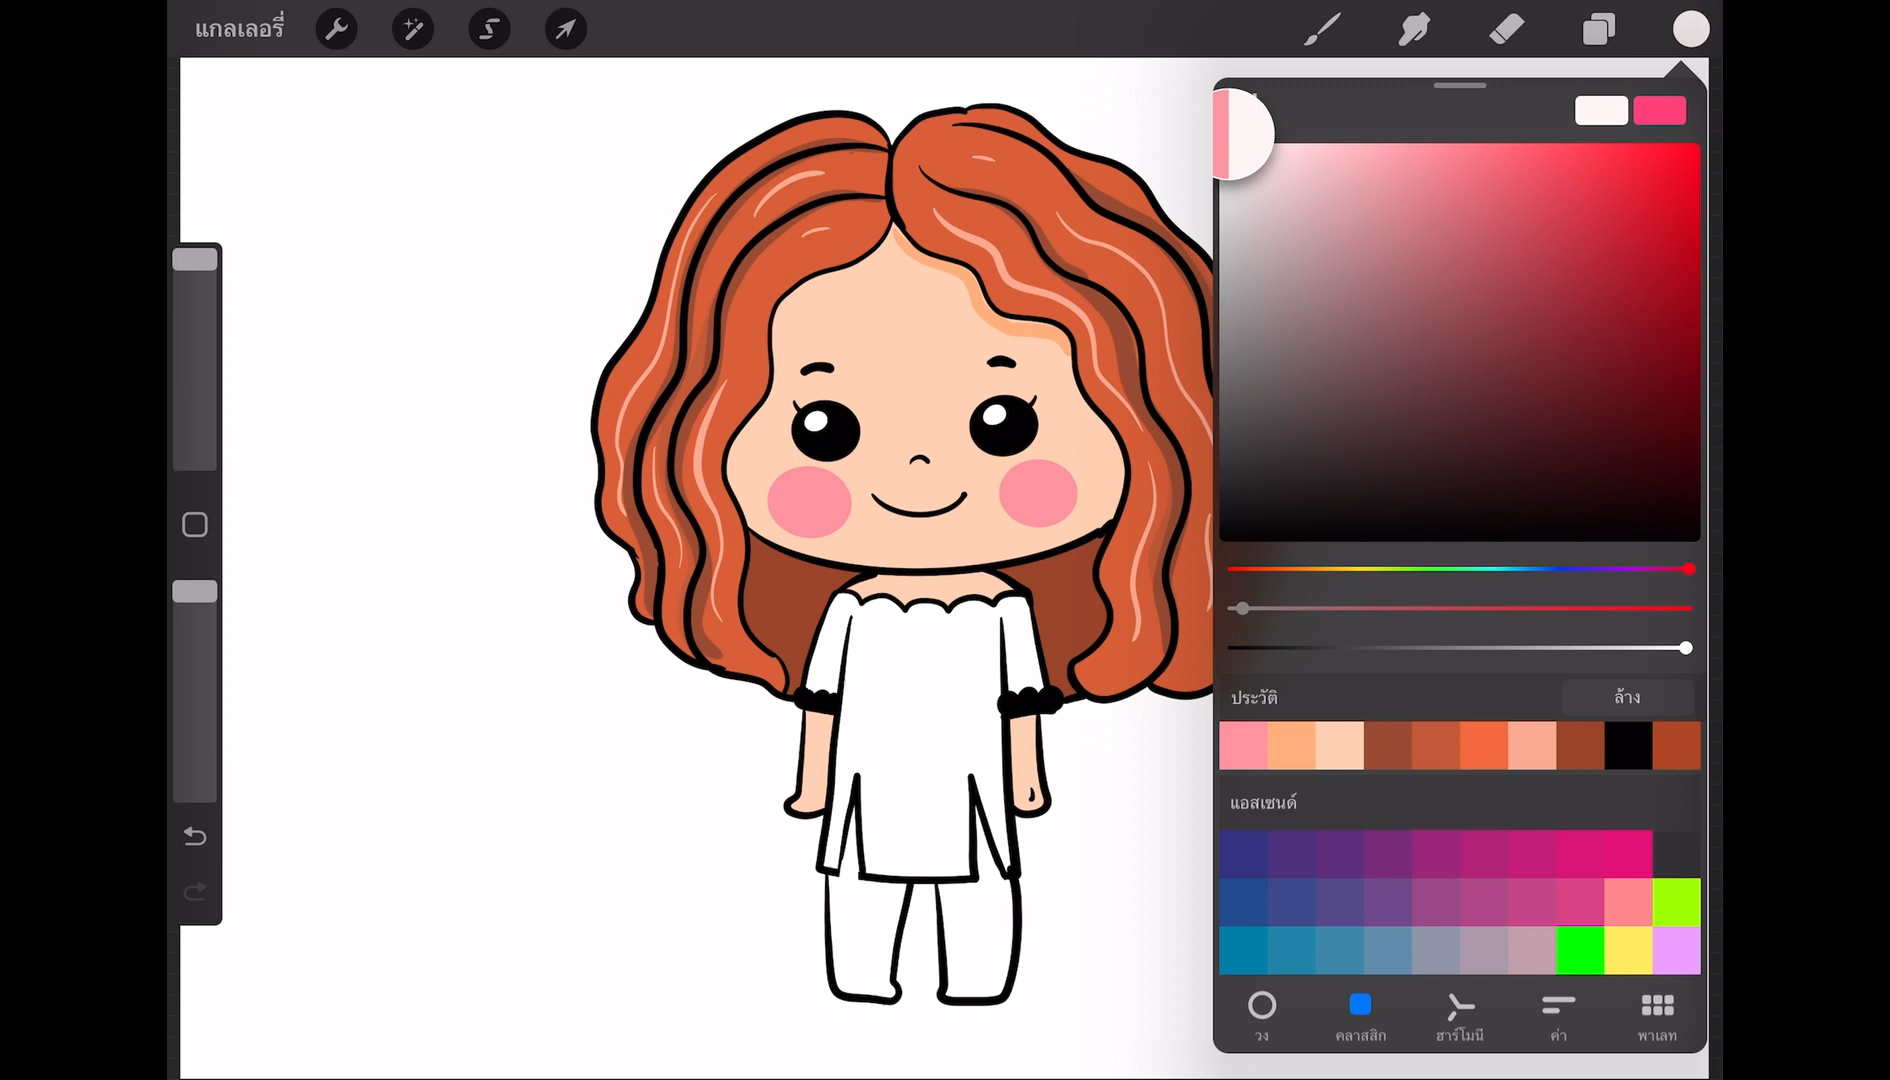 แกลเลอรี่
ประวัติ
ล้าง
แอสเซนด์
วง
คลาสสิก
ฮาร์โมนี
ค่า
พาเลท